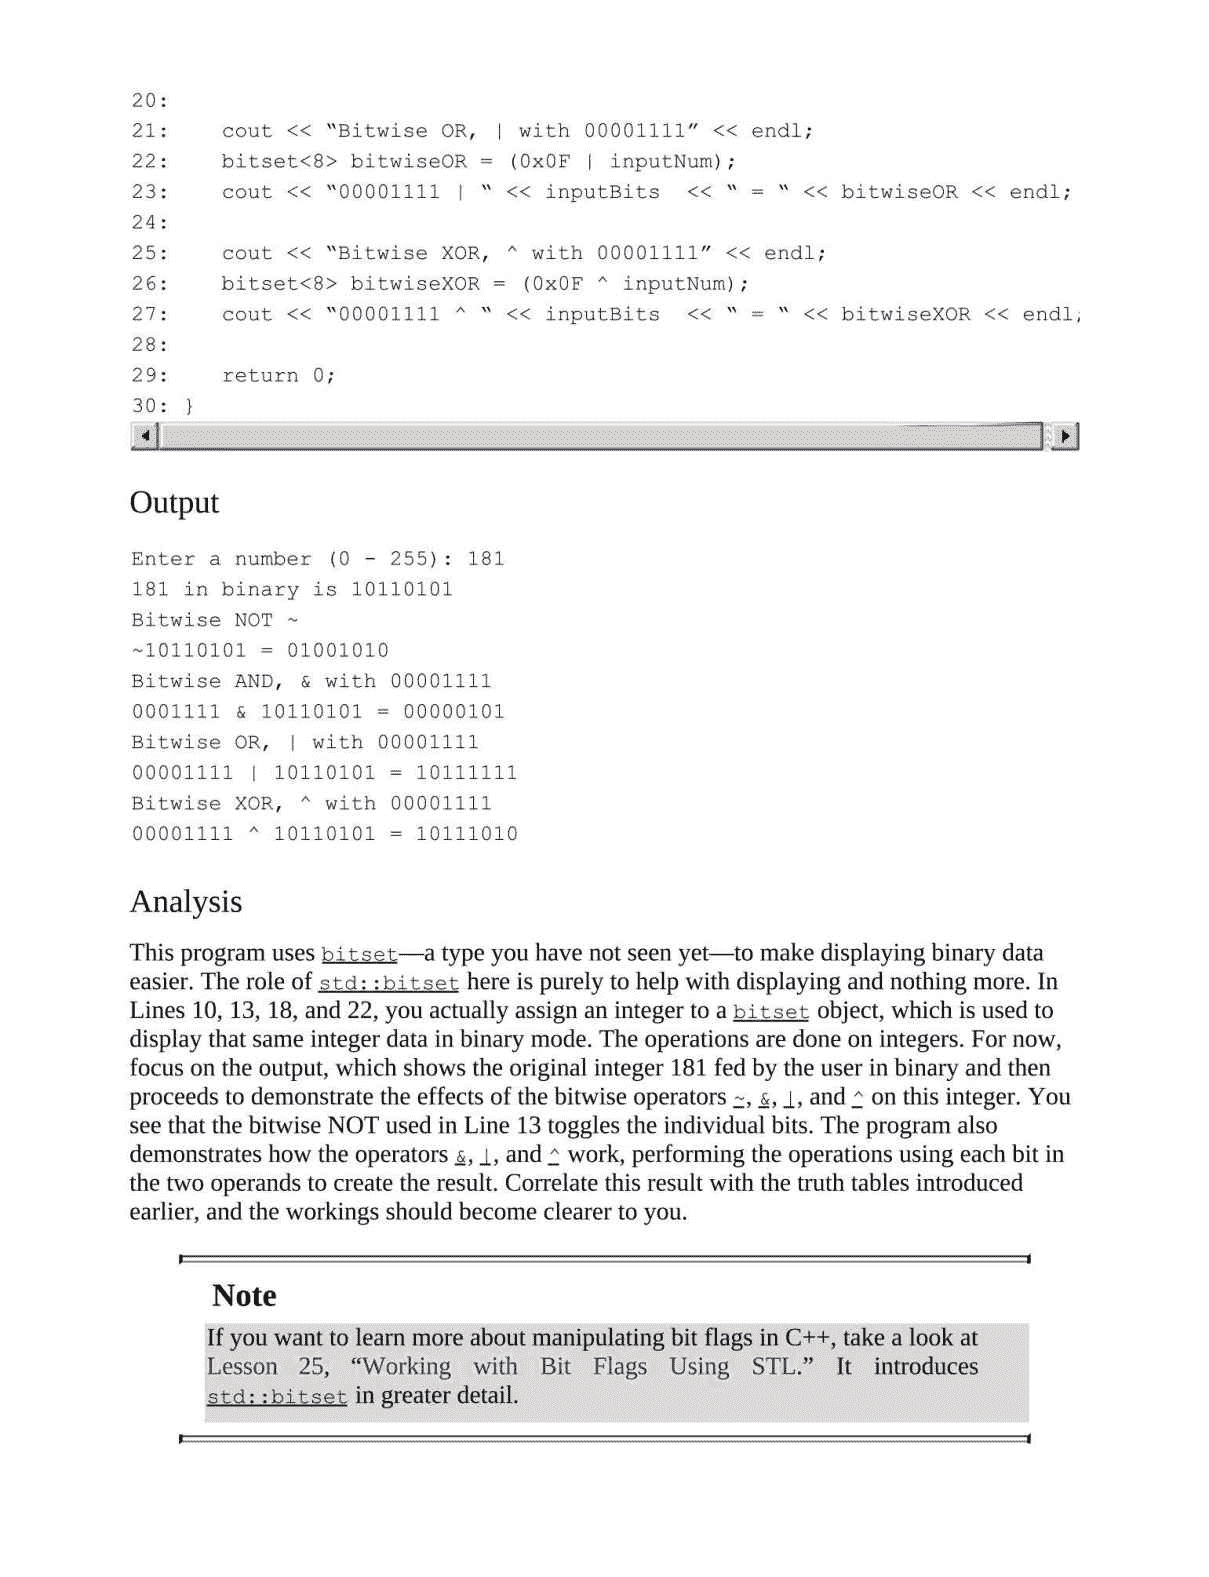 20:
21:    cout << “Bitwise OR, | with 00001111” << endl;
22:    bitset<8> bitwiseOR = (0x0F | inputNum);
23:    cout << “00001111 | “ << inputBits  << “ = “ << bitwiseOR << endl;
24:
25:    cout << “Bitwise XOR, ^ with 00001111” << endl;
26:    bitset<8> bitwiseXOR = (0x0F ^ inputNum);
27:    cout << “00001111 ^ “ << inputBits  << “ = “ << bitwiseXOR << endl;
28:
29:    return 0;
30: }
Output
Enter a number (0 - 255): 181
181 in binary is 10110101
Bitwise NOT ~
~10110101 = 01001010
Bitwise AND, & with 00001111
0001111 & 10110101 = 00000101
Bitwise OR, | with 00001111
00001111 | 10110101 = 10111111
Bitwise XOR, ^ with 00001111
00001111 ^ 10110101 = 10111010
Analysis
This program uses bitset—a type you have not seen yet—to make displaying binary data
easier. The role of std::bitset here is purely to help with displaying and nothing more. In
Lines 10, 13, 18, and 22, you actually assign an integer to a bitset object, which is used to
display that same integer data in binary mode. The operations are done on integers. For now,
focus on the output, which shows the original integer 181 fed by the user in binary and then
proceeds to demonstrate the effects of the bitwise operators ~, &, |, and ^ on this integer. You
see that the bitwise NOT used in Line 13 toggles the individual bits. The program also
demonstrates how the operators &, |, and ^ work, performing the operations using each bit in
the two operands to create the result. Correlate this result with the truth tables introduced
earlier, and the workings should become clearer to you.
Note
If you want to learn more about manipulating bit flags in C++, take a look at
Lesson 25, “Working with Bit Flags Using STL.” It introduces
std::bitset in greater detail.